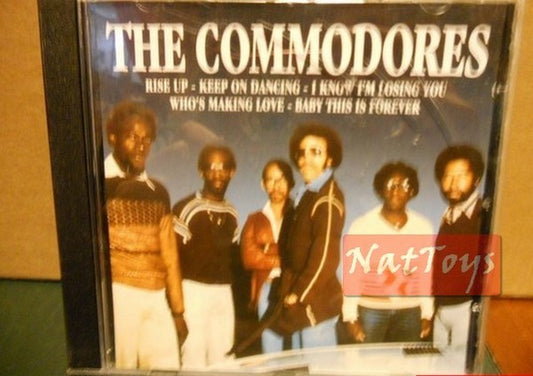 THE COMMODORES
RISE UP - KEEP ON DANCING - I KNOW I'M LOSING YOU
WHO'S MAKING LOVE - BABY THIS IS FOREVER
NatToys